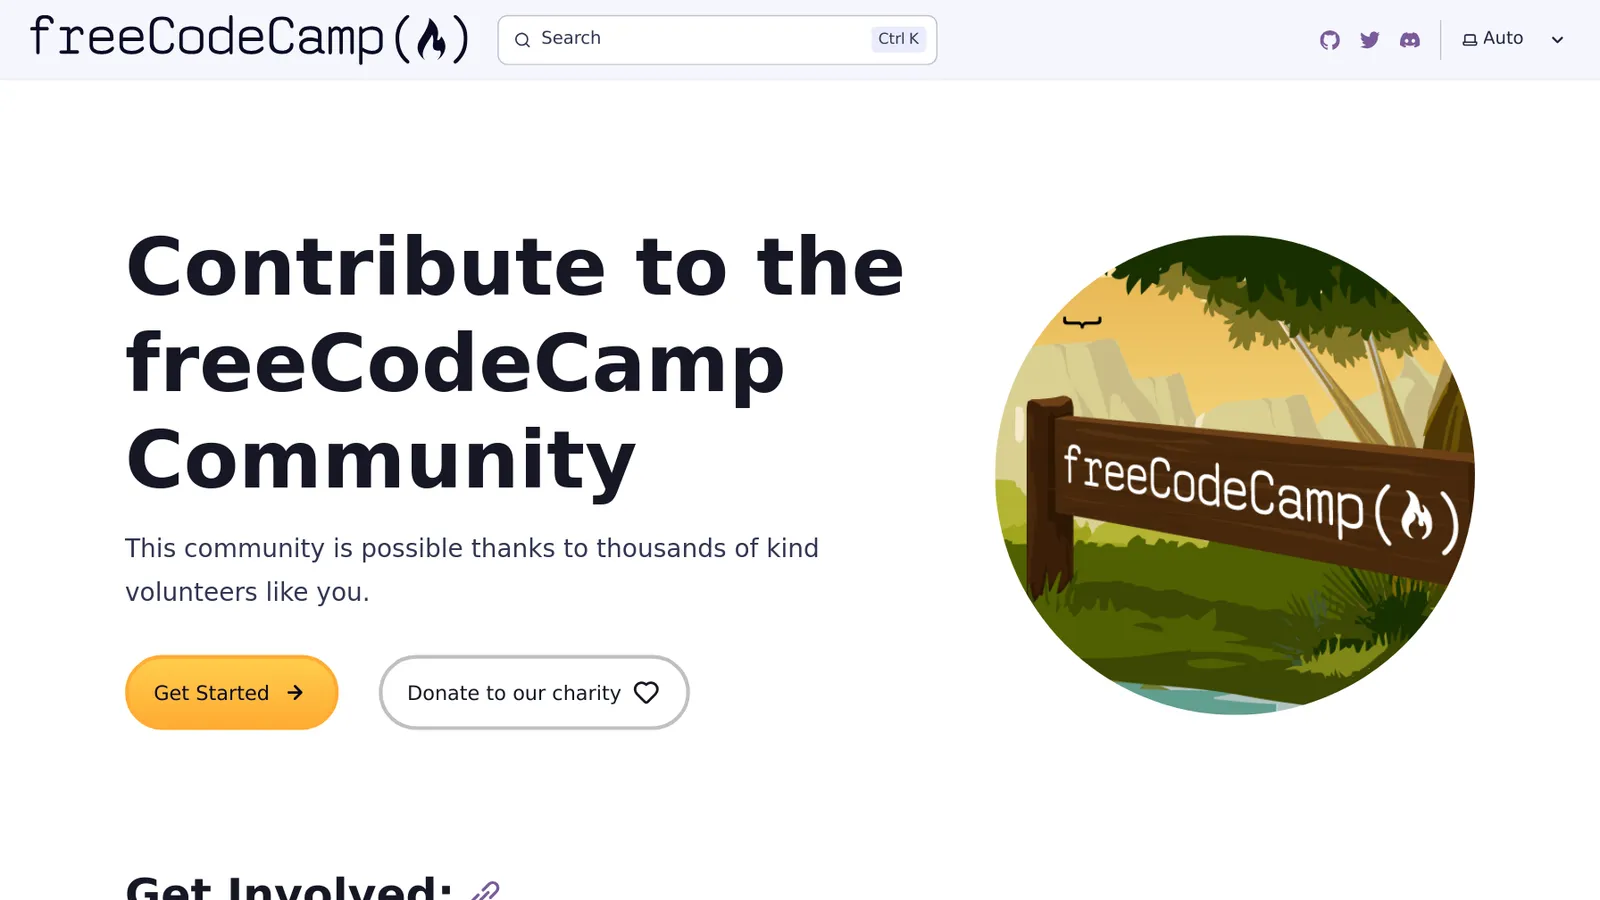 freeCodeCamp(🔥)
Search
Ctrl K
Auto
Contribute to the
freeCodeCamp
Community
This community is possible thanks to thousands of kind
volunteers like you.
Get Started
Donate to our charity
freeCodeCamp(🔥)
Get Involved: